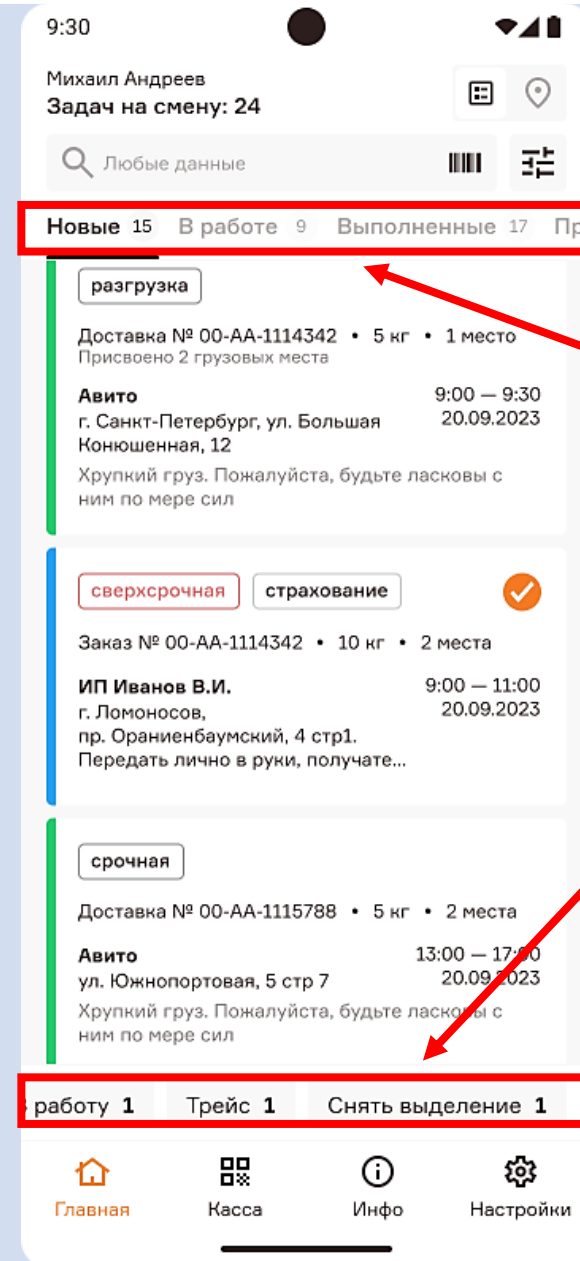 9:30
Михаил Андреев
Задач на смену: 24
Любые данные
Новые 15 В работе 9 Выполненные 17 Пр
разгрузка
Доставка № 00-АА-1114342 • 5 кг • 1 место
Присвоено 2 грузовых места
Авито 9:00 — 9:30
г. Санкт-Петербург, ул. Большая 20.09.2023
Конюшенная, 12
Хрупкий груз. Пожалуйста, будьте ласковы с
ним по мере сил
сверхсрочная страхование
Заказ № 00-АА-1114342 • 10 кг • 2 места
ИП Иванов В.И. 9:00 — 11:00
г. Ломоносов, 20.09.2023
пр. Ораниенбаумский, 4 стр1.
Передать лично в руки, получате...
срочная
Доставка № 00-АА-1115788 • 5 кг • 2 места
Авито 13:00 — 17:00
ул. Южнопортовая, 5 стр 7 20.09.2023
Хрупкий груз. Пожалуйста, будьте ласковы с
ним по мере сил
работу 1 Трейс 1 Снять выделение 1
Главная Касса Инфо Настройки